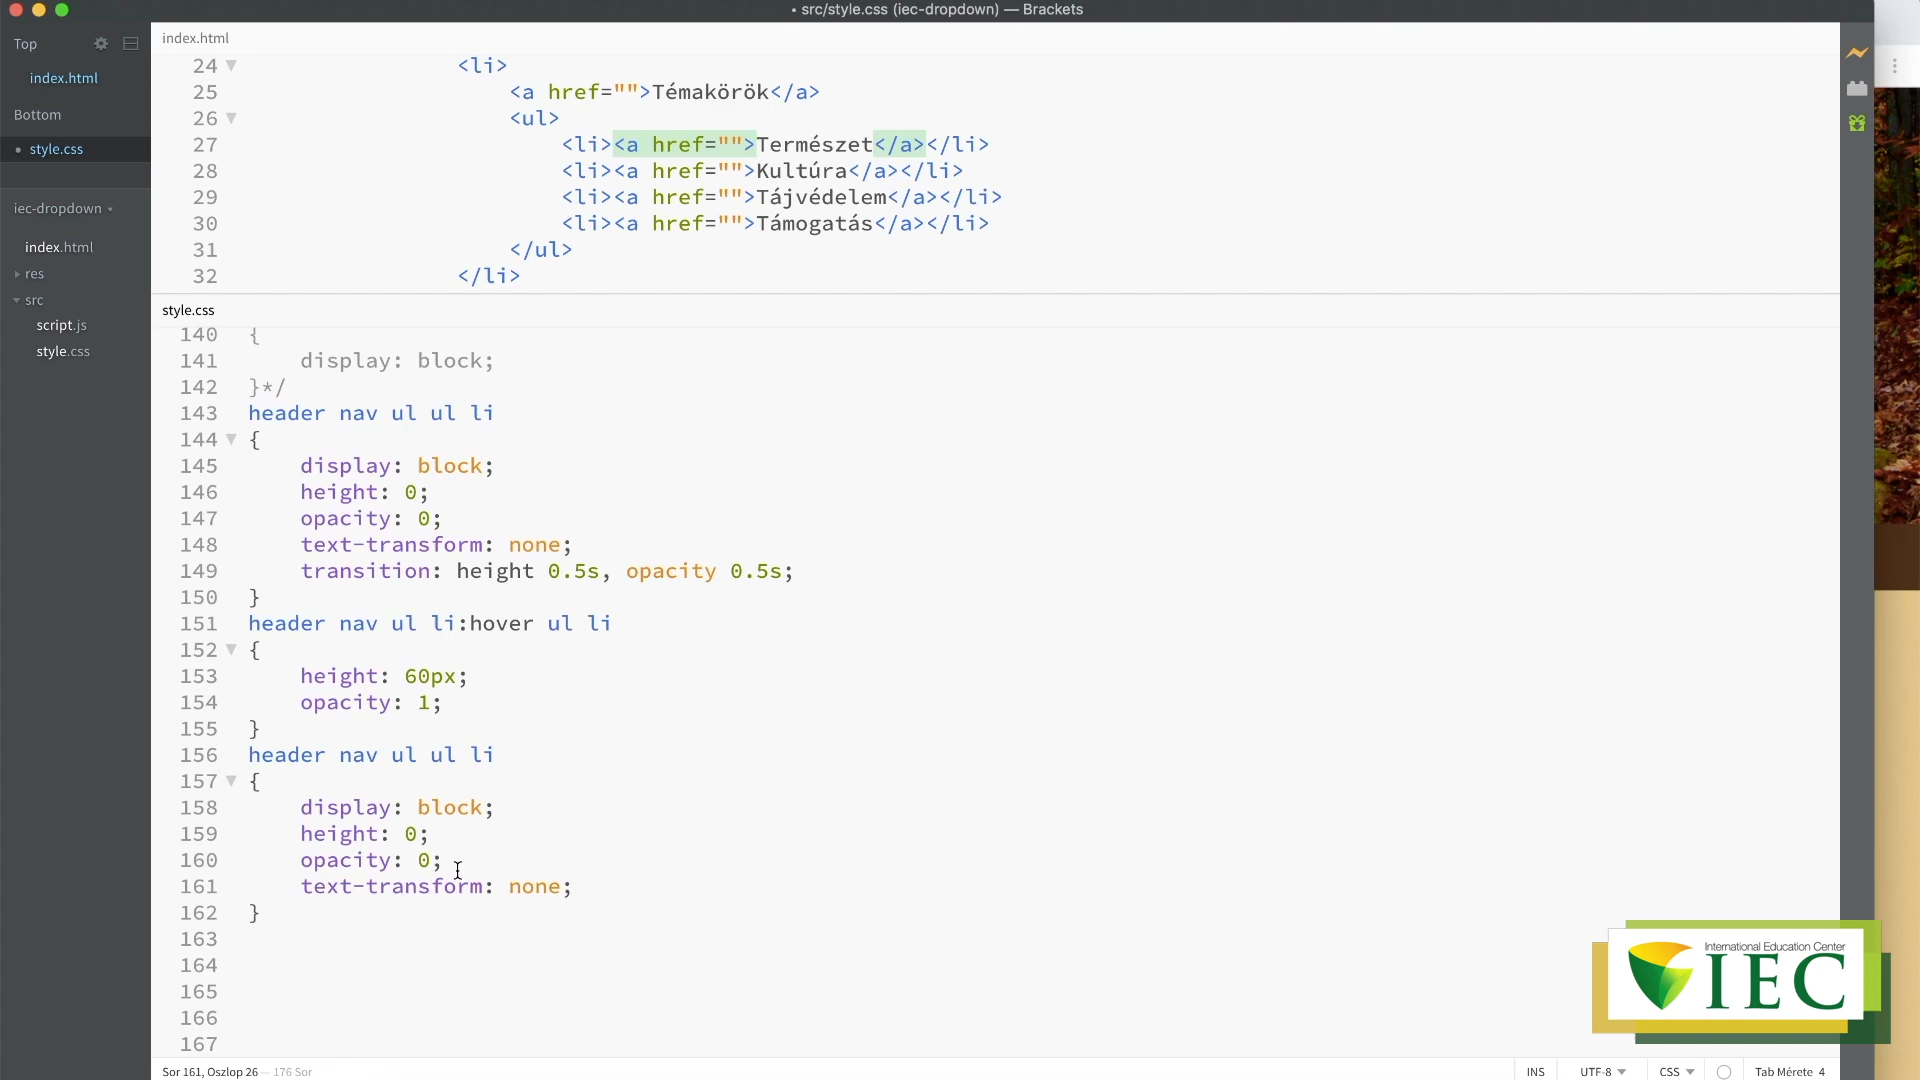 • src/style.css (iec-dropdown) — Brackets
Top
index.html
Bottom
• style.css
iec-dropdown
index.html
res
src
script.js
style.css
index.html
24 <li>
25 <a href="">Témakörök</a>
26 <ul>
27 <li><a href="">Természet</a></li>
28 <li><a href="">Kultúra</a></li>
29 <li><a href="">Tájvédelem</a></li>
30 <li><a href="">Támogatás</a></li>
31 </ul>
32 </li>
style.css
140 {
141 display: block;
142 }*/
143 header nav ul ul li
144 {
145 display: block;
146 height: 0;
147 opacity: 0;
148 text-transform: none;
149 transition: height 0.5s, opacity 0.5s;
150 }
151 header nav ul li:hover ul li
152 {
153 height: 60px;
154 opacity: 1;
155 }
156 header nav ul ul li
157 {
158 display: block;
159 height: 0;
160 opacity: 0;
161 text-transform: none;
162 }
163
164
165
166
167
International Education Center
IEC
Sor 161, Oszlop 26 — 176 Sor
INS
UTF-8
CSS
Tab Mérete 4